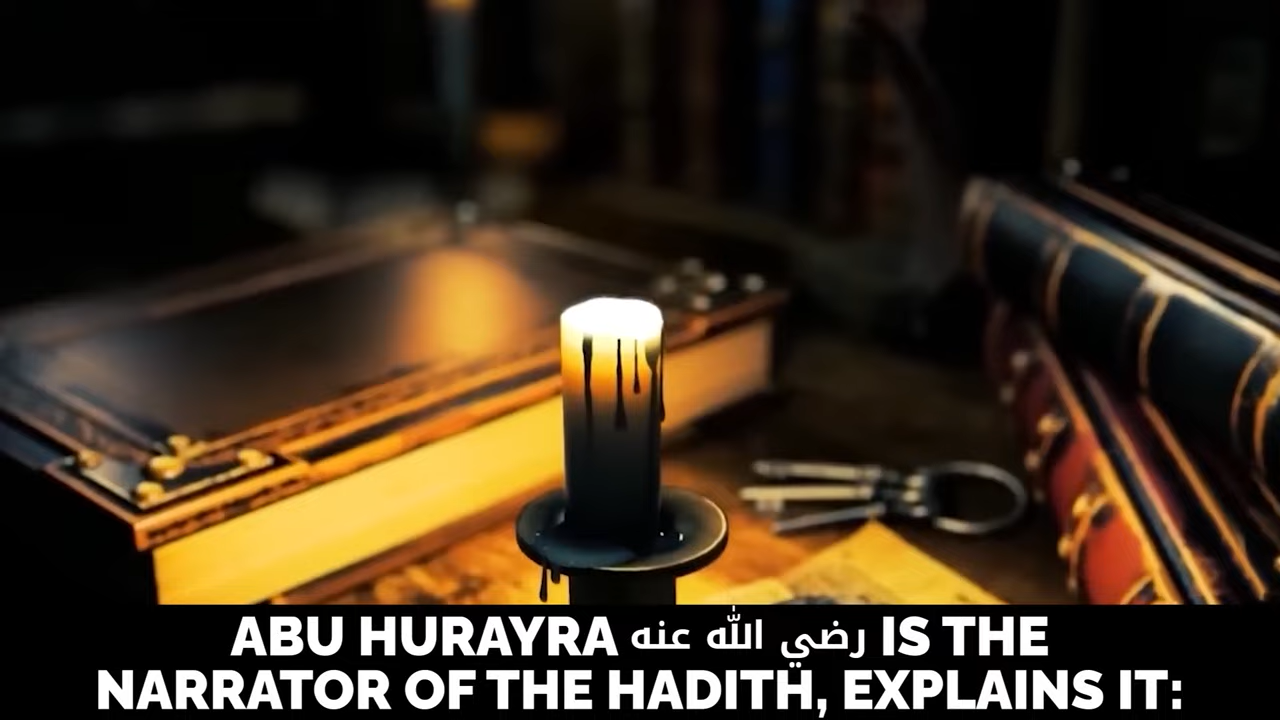 ABU HURAYRA رضي الله عنه IS THE
NARRATOR OF THE HADITH, EXPLAINS IT: